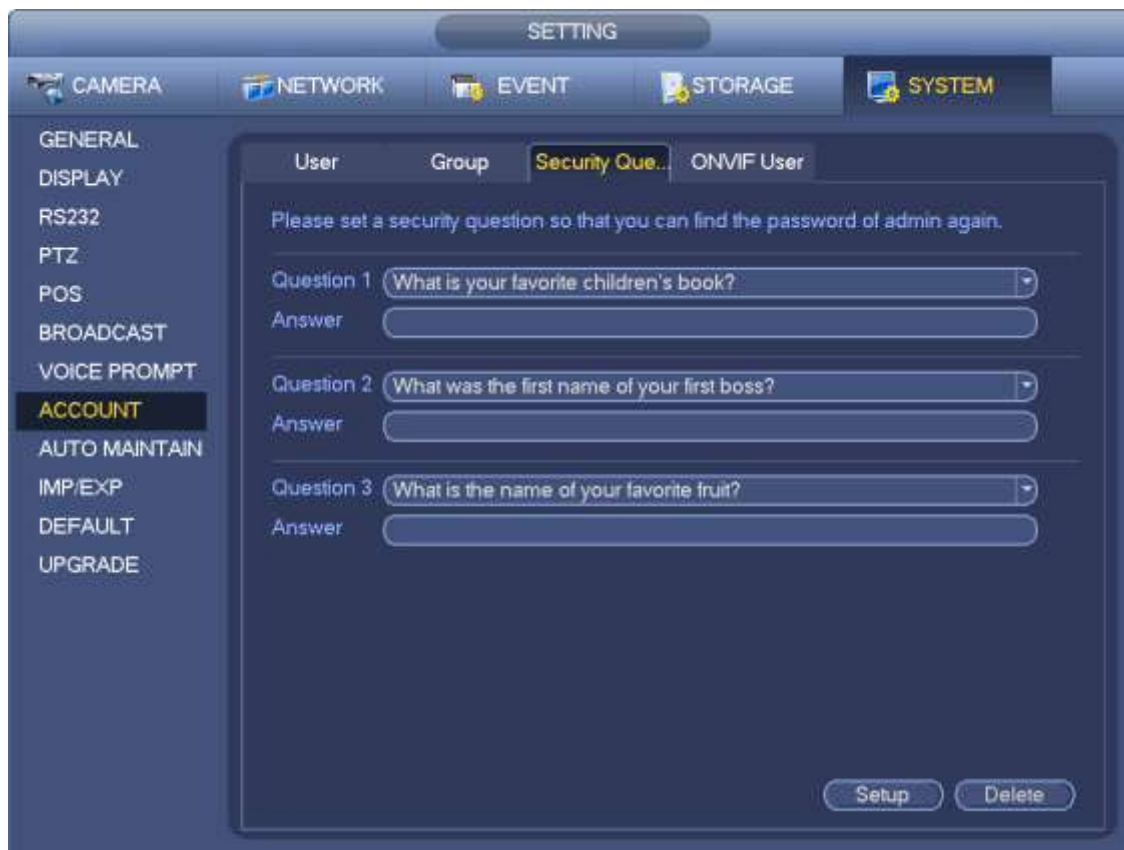 SETTING
CAMERA NETWORK EVENT STORAGE SYSTEM
GENERAL
DISPLAY
RS232
PTZ
POS
BROADCAST
VOICE PROMPT
ACCOUNT
AUTO MAINTAIN
IMP/EXP
DEFAULT
UPGRADE
User Group Security Que... ONVIF User
Please set a security question so that you can find the password of admin again.
Question 1 What is your favorite children's book?
Answer
Question 2 What was the first name of your first boss?
Answer
Question 3 What is the name of your favorite fruit?
Answer
Setup Delete